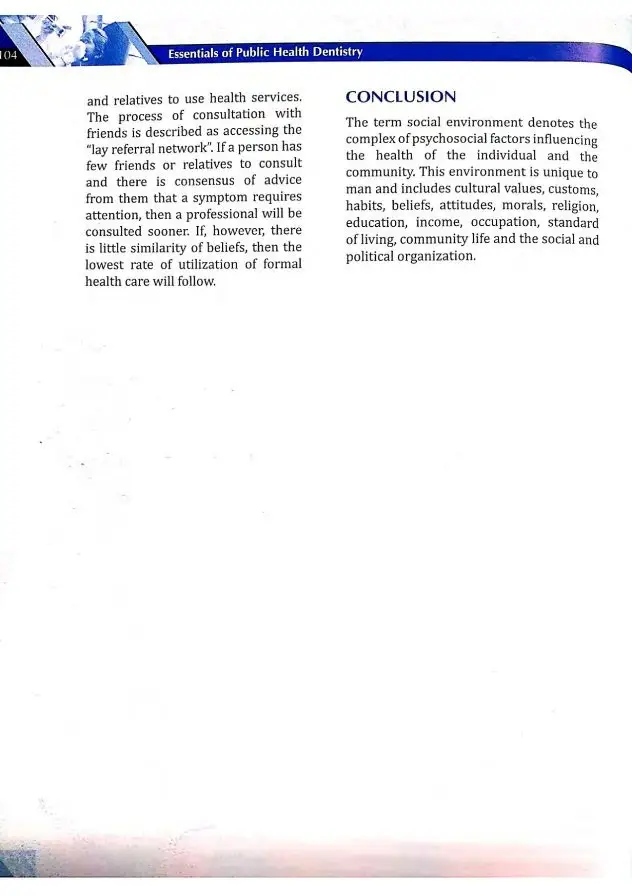 104
Essentials of Public Health Dentistry
and relatives to use health services.
The process of consultation with
friends is described as accessing the
“lay referral network”. If a person has
few friends or relatives to consult
and there is consensus of advice
from them that a symptom requires
attention, then a professional will be
consulted sooner. If, however, there
is little similarity of beliefs, then the
lowest rate of utilization of formal
health care will follow.
CONCLUSION
The term social environment denotes the
complex of psychosocial factors influencing
the health of the individual and the
community. This environment is unique to
man and includes cultural values, customs,
habits, beliefs, attitudes, morals, religion,
education, income, occupation, standard
of living, community life and the social and
political organization.